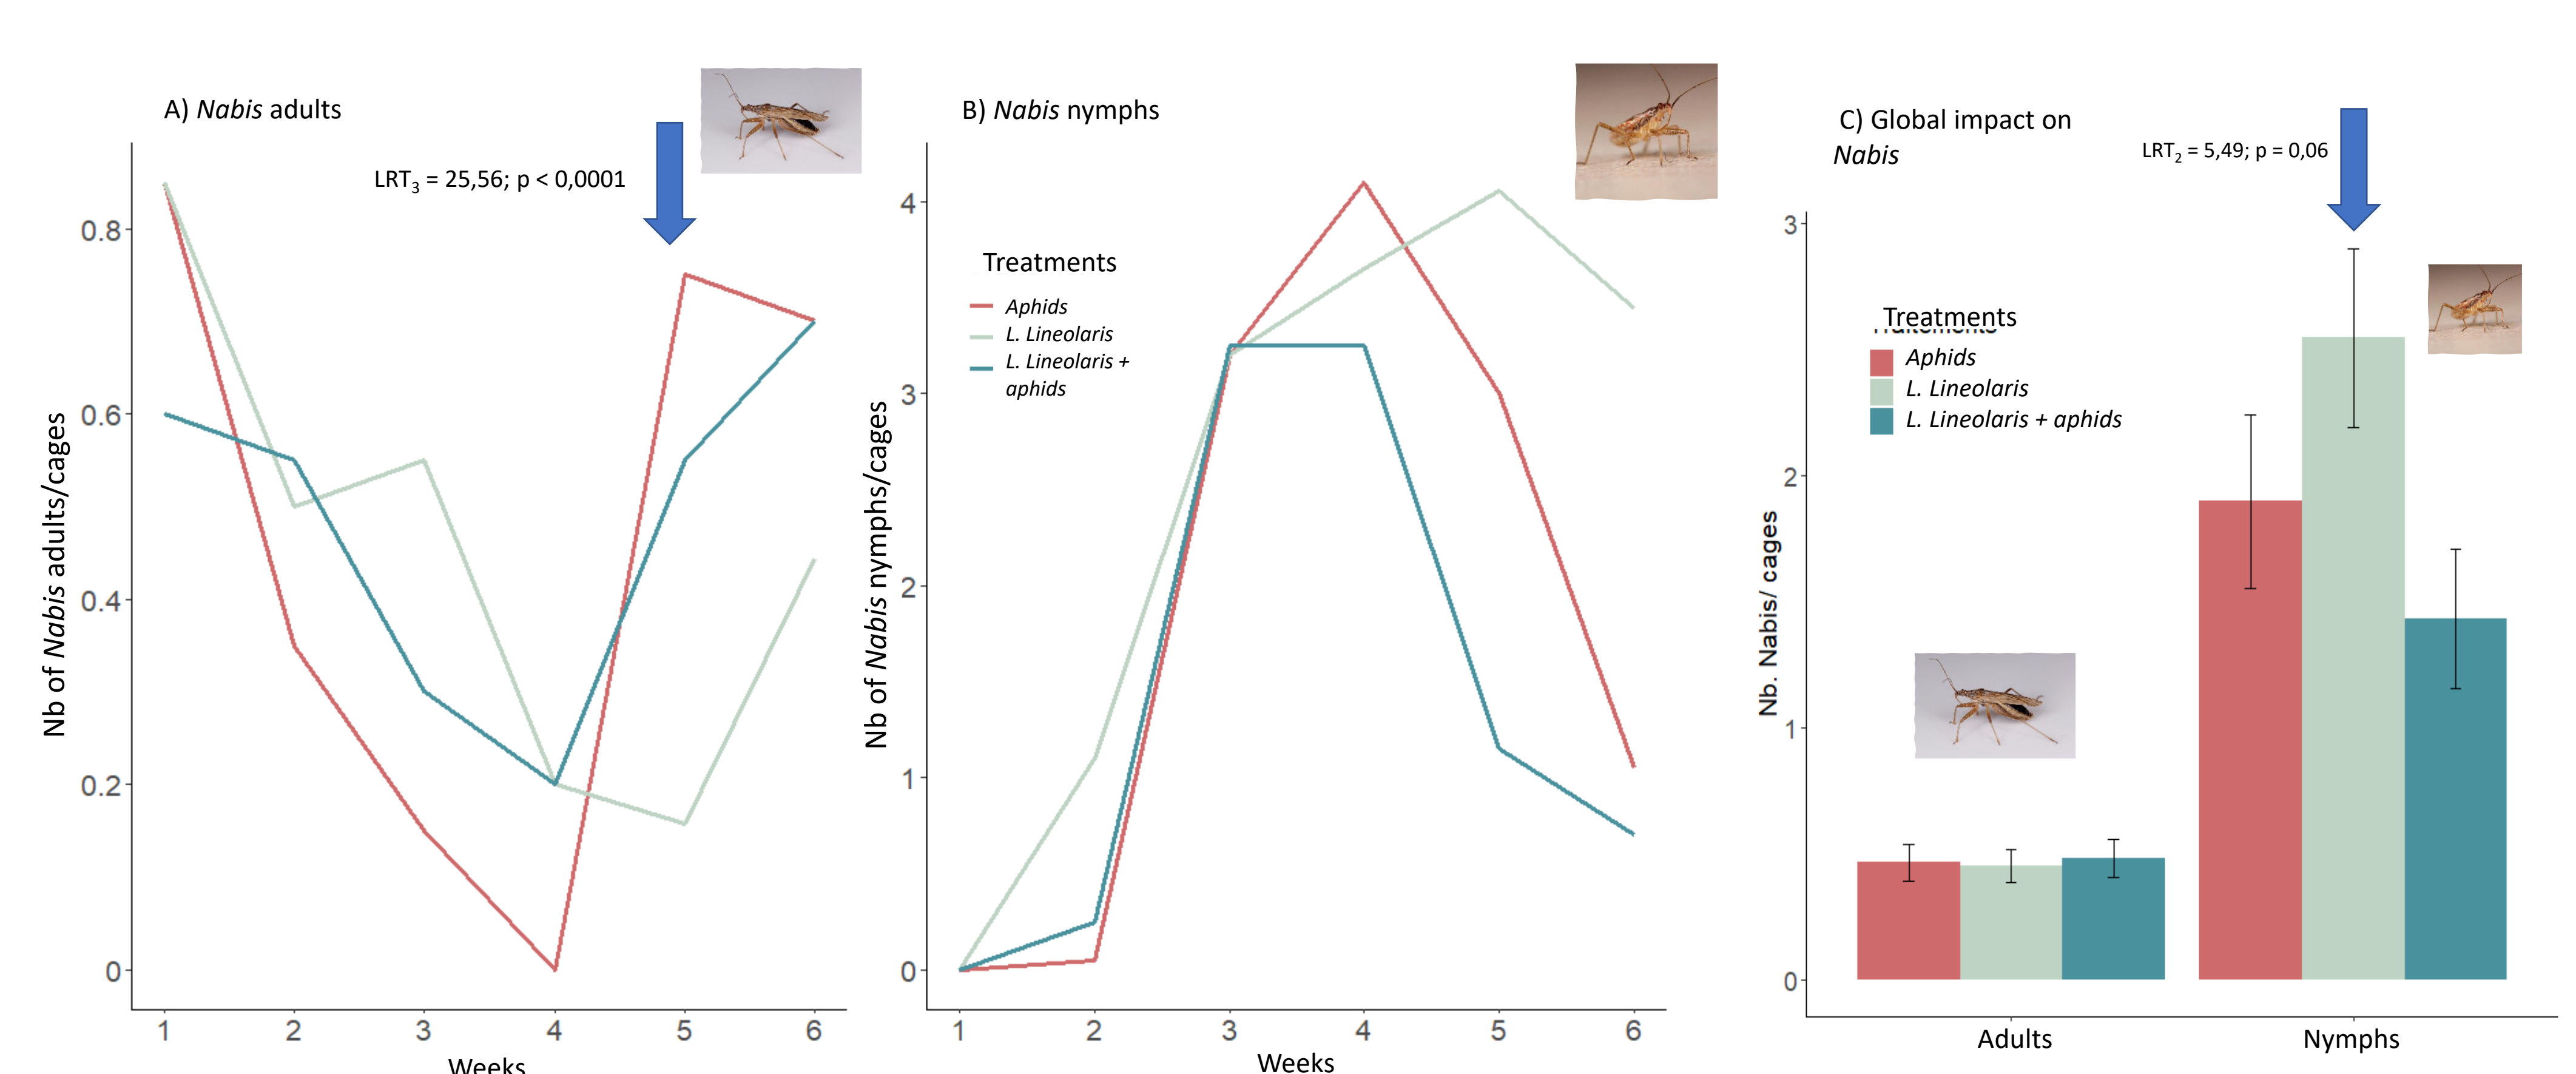 A) Nabis adults
LRT3 = 25,56; p < 0,0001
Nb of Nabis adults/cages
0.8
0.6
0.4
0.2
0
1 2 3 4 5 6
Weeks
B) Nabis nymphs
Treatments
Aphids
L. Lineolaris
L. Lineolaris +
aphids
Nb of Nabis nymphs/cages
4
3
2
1
0
1 2 3 4 5 6
Weeks
C) Global impact on
Nabis
LRT2 = 5,49; p = 0,06
Treatments
Aphids
L. Lineolaris
L. Lineolaris + aphids
Nb. Nabis/ cages
3
2
1
0
Adults
Nymphs